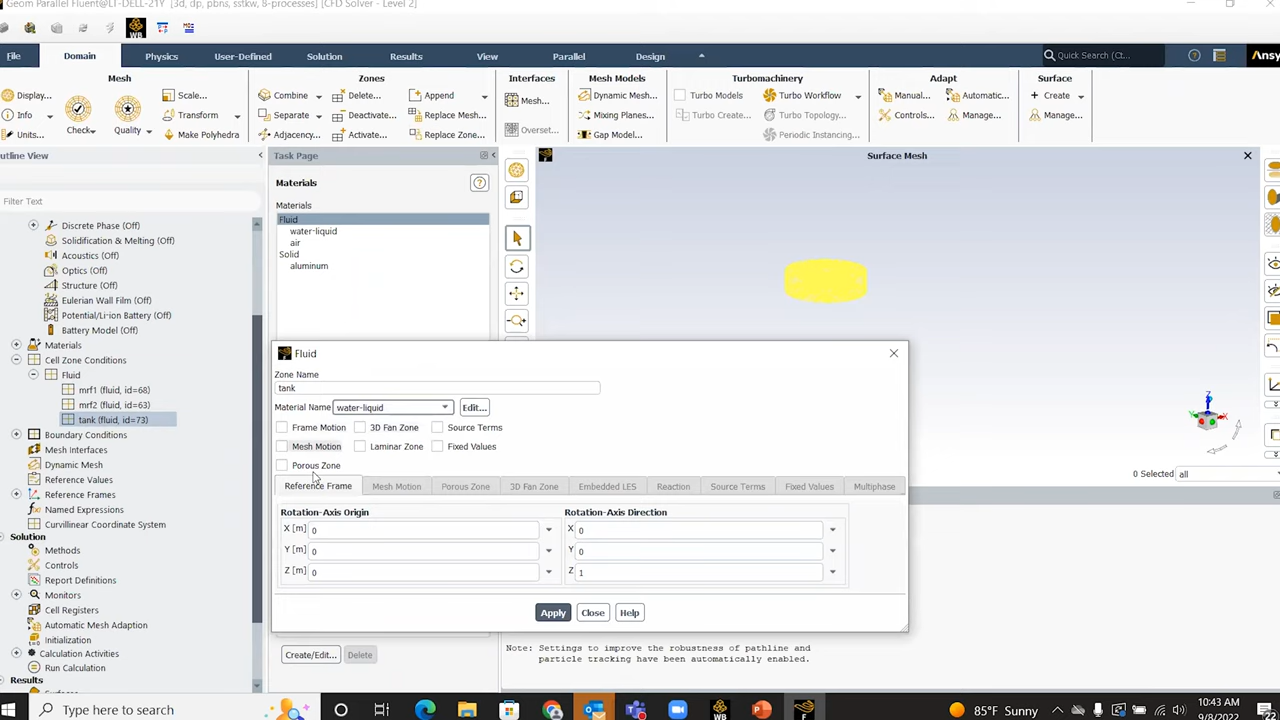 Geom Parallel Fluent@LT-DELL-21Y [3d, dp, pbns, sstkw, 8-processes] (CFD Solver - Level 2)
WB
File Domain Physics User-Defined Solution Results View Parallel Design
Quick Search (Ct...
Ansy
Mesh Zones Interfaces Mesh Models Turbomachinery Adapt Surface
Display... Scale... Combine Delete... Append Mesh... Dynamic Mesh... Turbo Models Turbo Workflow Manual... Automatic... Create
Info Transform Separate Deactivate... Replace Mesh... Mixing Planes... Turbo Create... Turbo Topology... Controls... Manage... Manage...
Units... Check Quality Make Polyhedra Adjacency... Activate... Replace Zone... Overset... Gap Model... Periodic Instancing...
utline View
Filter Text
Discrete Phase (Off)
Solidification & Melting (Off)
Acoustics (Off)
Optics (Off)
Structure (Off)
Eulerian Wall Film (Off)
Potential/Li-ion Battery (Off)
Battery Model (Off)
Materials
Cell Zone Conditions
Fluid
mrf1 (fluid, id=68)
mrf2 (fluid, id=63)
tank (fluid, id=73)
Boundary Conditions
Mesh Interfaces
Dynamic Mesh
Reference Values
Reference Frames
Named Expressions
Curvillinear Coordinate System
Solution
Methods
Controls
Report Definitions
Monitors
Cell Registers
Automatic Mesh Adaption
Initialization
Calculation Activities
Run Calculation
Task Page
Materials
Materials
Fluid
water-liquid
air
Solid
aluminum
Create/Edit... Delete
Surface Mesh
Z
Y X
0 Selected all
Fluid
Zone Name
tank
Material Name water-liquid Edit...
Frame Motion 3D Fan Zone Source Terms
Mesh Motion Laminar Zone Fixed Values
Porous Zone
Reference Frame Mesh Motion Porous Zone 3D Fan Zone Embedded LES Reaction Source Terms Fixed Values Multiphase
Rotation-Axis Origin Rotation-Axis Direction
X [m] 0 X 0
Y [m] 0 Y 0
Z [m] 0 Z 1
Apply Close Help
Note: Settings to improve the robustness of pathline and
particle tracking have been automatically enabled.
Type here to search
WB
F
85°F Sunny
10:43 AM